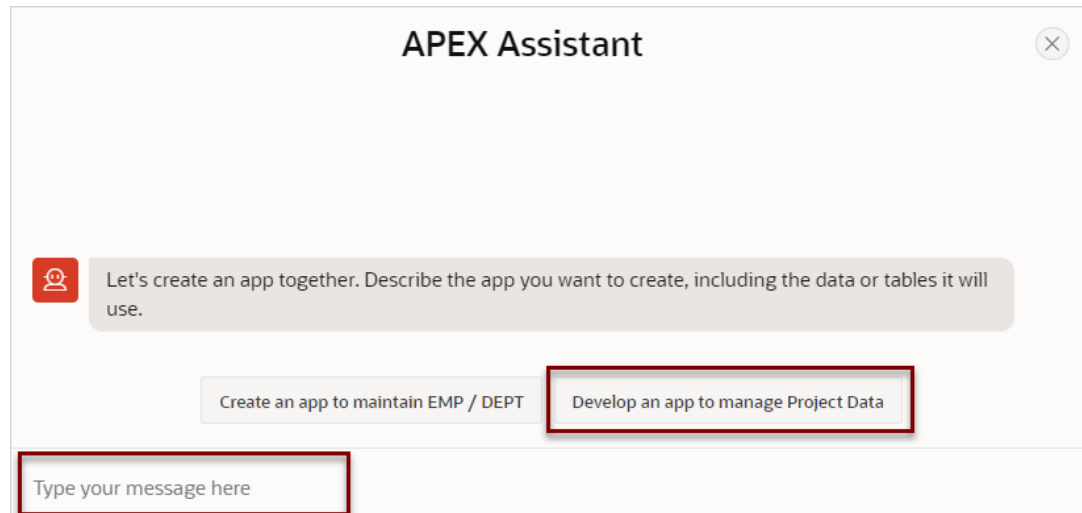 APEX Assistant
Let's create an app together. Describe the app you want to create, including the data or tables it will
use.
Create an app to maintain EMP / DEPT
Develop an app to manage Project Data
Type your message here